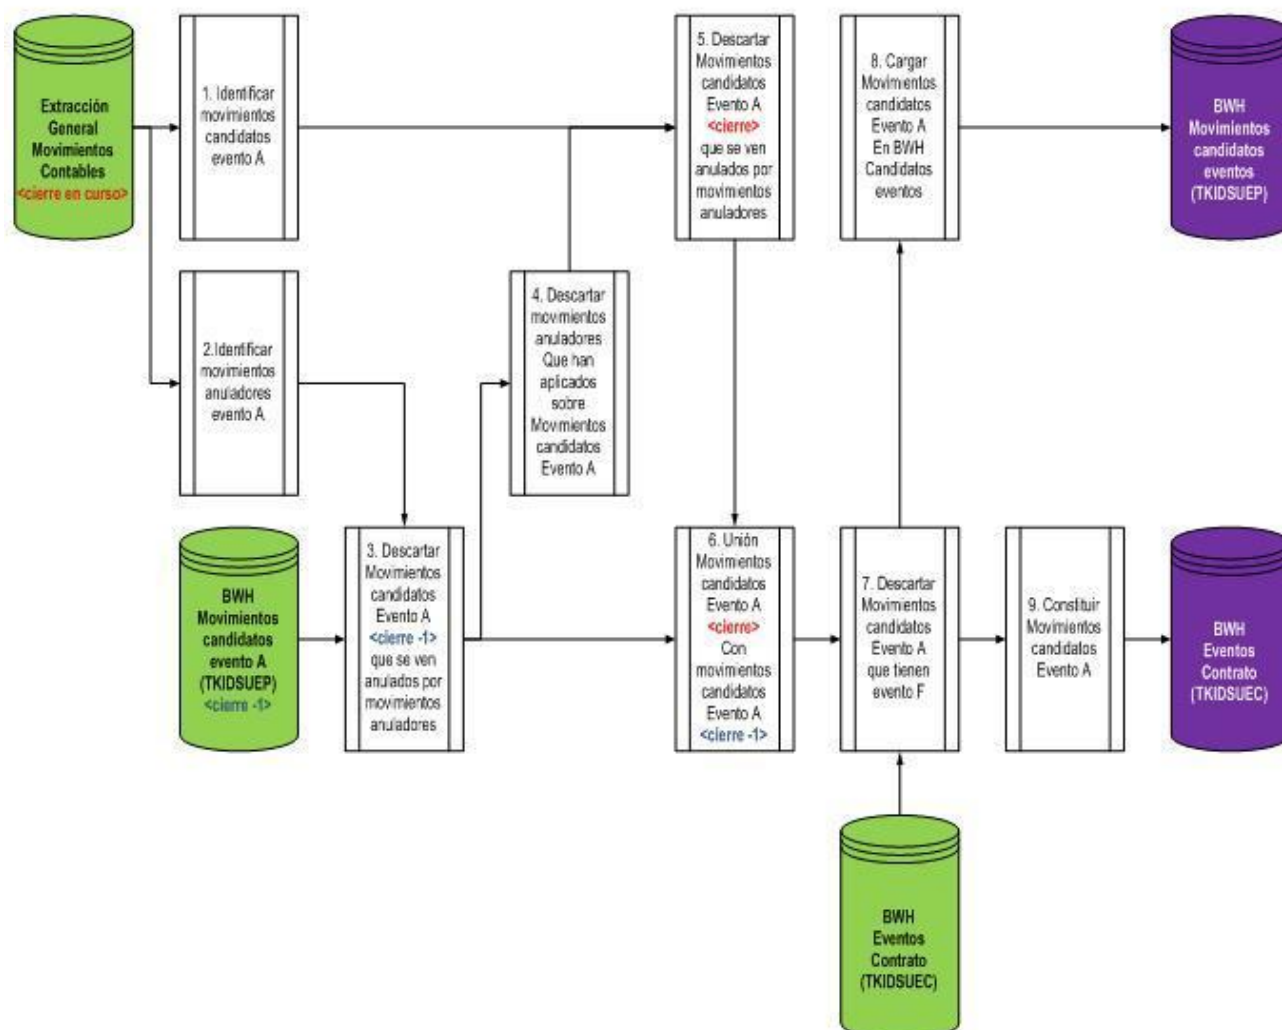 Extracción
General
Movimientos
Contables
<cierre en curso>
1. Identificar
movimientos
candidatos
evento A
5. Descartar
Movimientos
candidatos
Evento A
<cierre>
que se ven
anulados por
movimientos
anuladores
8. Cargar
Movimientos
candidatos
Evento A
En BWH
Candidatos
eventos
BWH
Movimientos
candidatos
eventos
(TKIDSUEP)
2.Identificar
movimientos
anuladores
evento A
4. Descartar
movimientos
anuladores
Que han
aplicados
sobre
Movimientos
candidatos
Evento A
BWH
Movimientos
candidatos
evento A
(TKIDSUEP)
<cierre -1>
3. Descartar
Movimientos
candidatos
Evento A
<cierre -1>
que se ven
anulados por
movimientos
anuladores
6. Unión
Movimientos
candidatos
Evento A
<cierre>
Con
movimientos
candidatos
Evento A
<cierre -1>
7. Descartar
Movimientos
candidatos
Evento A
que tienen
evento F
9. Constituir
Movimientos
candidatos
Evento A
BWH
Eventos
Contrato
(TKIDSUEC)
BWH
Eventos
Contrato
(TKIDSUEC)